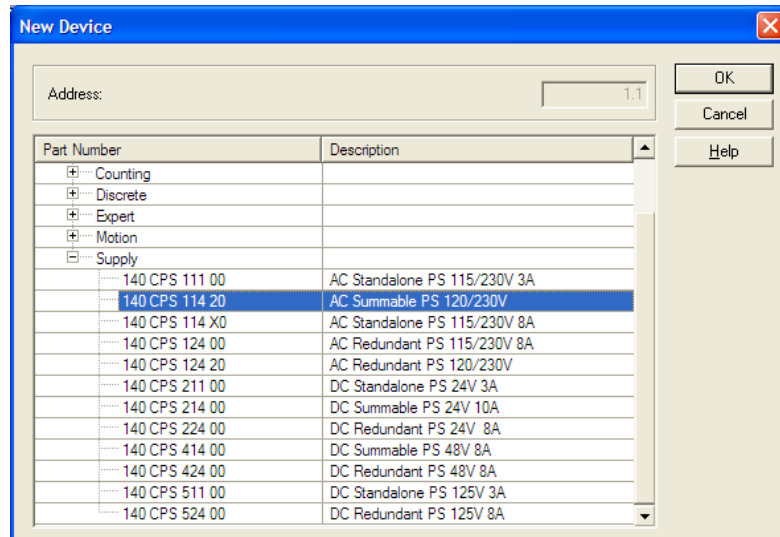 New Device
Address: 1.1
OK
Cancel
Help
Part Number Description
Counting
Discrete
Expert
Motion
Supply
140 CPS 111 00 AC Standalone PS 115/230V 3A
140 CPS 114 20 AC Summable PS 120/230V
140 CPS 114 X0 AC Standalone PS 115/230V 8A
140 CPS 124 00 AC Redundant PS 115/230V 8A
140 CPS 124 20 AC Redundant PS 120/230V
140 CPS 211 00 DC Standalone PS 24V 3A
140 CPS 214 00 DC Summable PS 24V 10A
140 CPS 224 00 DC Redundant PS 24V  8A
140 CPS 414 00 DC Summable PS 48V 8A
140 CPS 424 00 DC Redundant PS 48V 8A
140 CPS 511 00 DC Standalone PS 125V 3A
140 CPS 524 00 DC Redundant PS 125V 8A